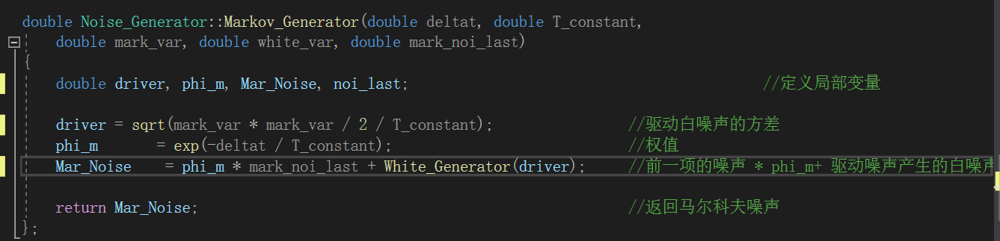 double Noise_Generator::Markov_Generator(double deltat, double T_constant,
double mark_var, double white_var, double mark_noi_last)
{
double driver, phi_m, Mar_Noise, noi_last; //定义局部变量
driver = sqrt(mark_var * mark_var / 2 / T_constant); //驱动白噪声的方差
phi_m = exp(-deltat / T_constant); //权值
Mar_Noise = phi_m * mark_noi_last + White_Generator(driver); //前一项的噪声 * phi_m+ 驱动噪声产生的白噪声
return Mar_Noise; //返回马尔科夫噪声
};